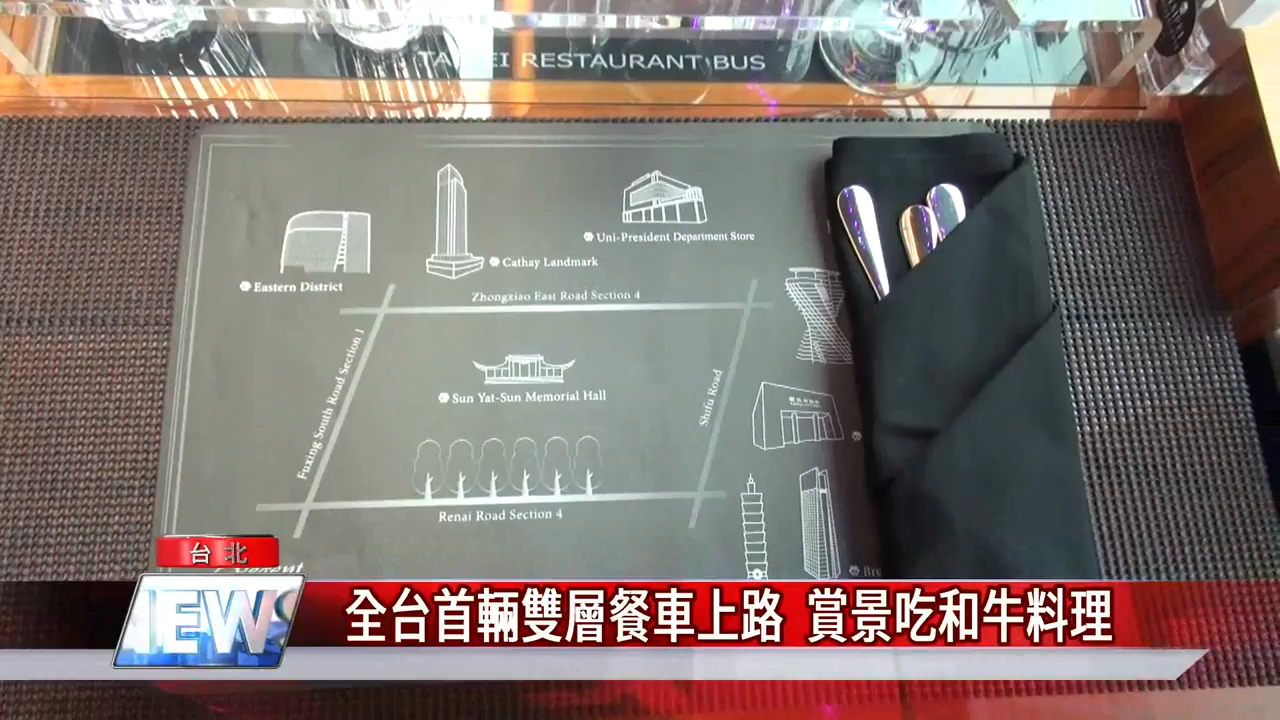 RESTAURANT BUS
Uni-President Department Store
Cathay Landmark
Eastern District
Zhongxiao East Road Section 4
Fuxing South Road Section 1
Shifu Road
Sun Yat-Sun Memorial Hall
Renai Road Section 4
台北
全台首輛雙層餐車上路 賞景吃和牛料理